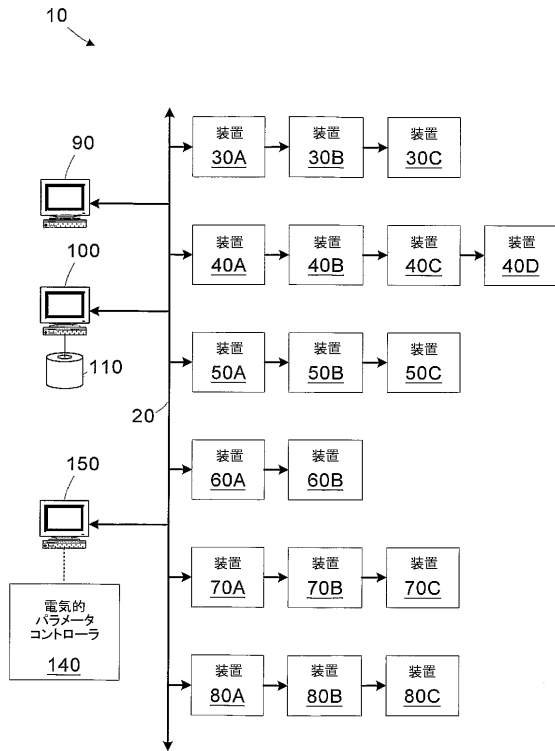 10
90
装置
30A
装置
30B
装置
30C
100
装置
40A
装置
40B
装置
40C
装置
40D
110
装置
50A
装置
50B
装置
50C
20
150
装置
60A
装置
60B
電気的
パラメータ
コントローラ
140
装置
70A
装置
70B
装置
70C
装置
80A
装置
80B
装置
80C